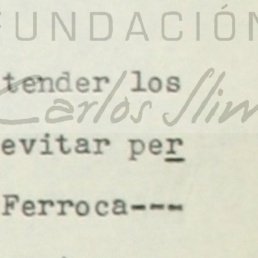 FUNDACIÓN
tender los
Carlos Slim
evitar per
Ferroca---